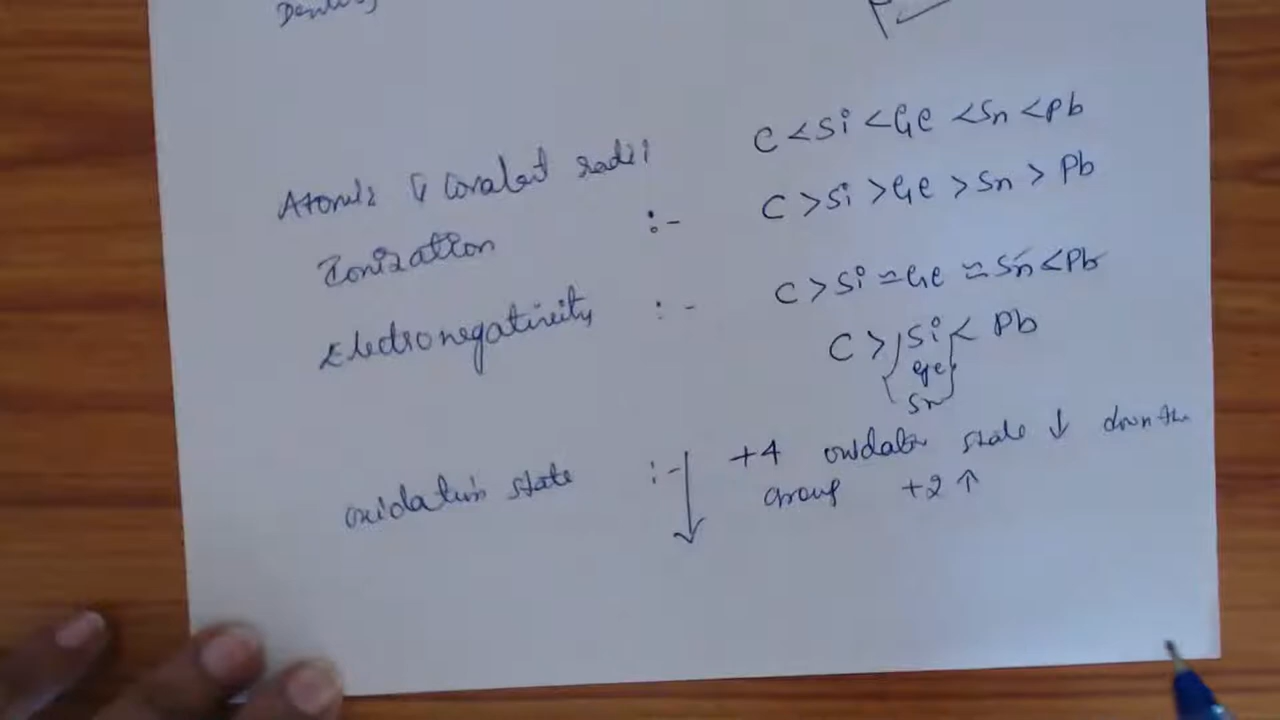 Density
Atomic & Covalent radii C < Si < Ge < Sn < Pb
Ionization :- C > Si > Ge > Sn > Pb
Electronegativity :- C > Si ≃ Ge ≃ Sn < Pb
C > Si < Pb
Ge
Sn
oxidation state :- +4 oxidation state ↓ down the
group +2 ↑